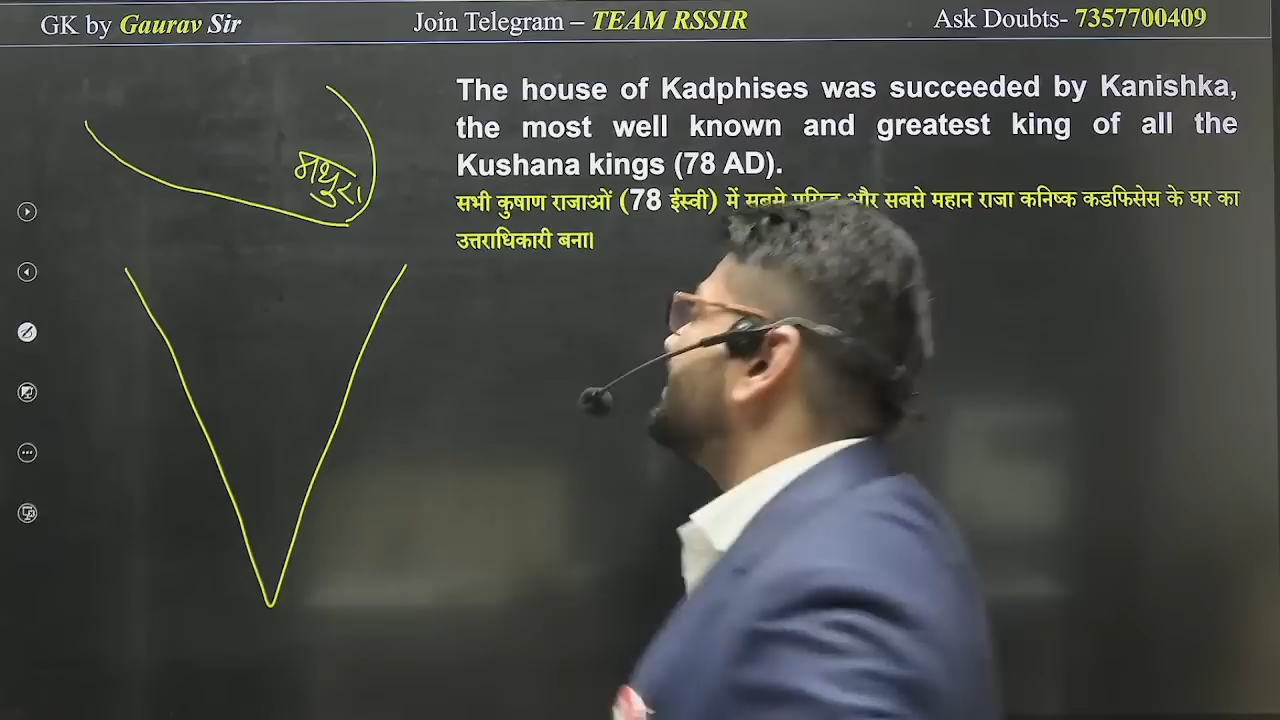 GK by Gaurav Sir
Join Telegram – TEAM RSSIR
Ask Doubts- 7357700409
The house of Kadphises was succeeded by Kanishka,
the most well known and greatest king of all the
Kushana kings (78 AD).
सभी कुषाण राजाओं (78 ईस्वी) में सबसे और सबसे महान राजा कनिष्क कडफिसेस के घर का
उत्तराधिकारी बना।
मथुरा